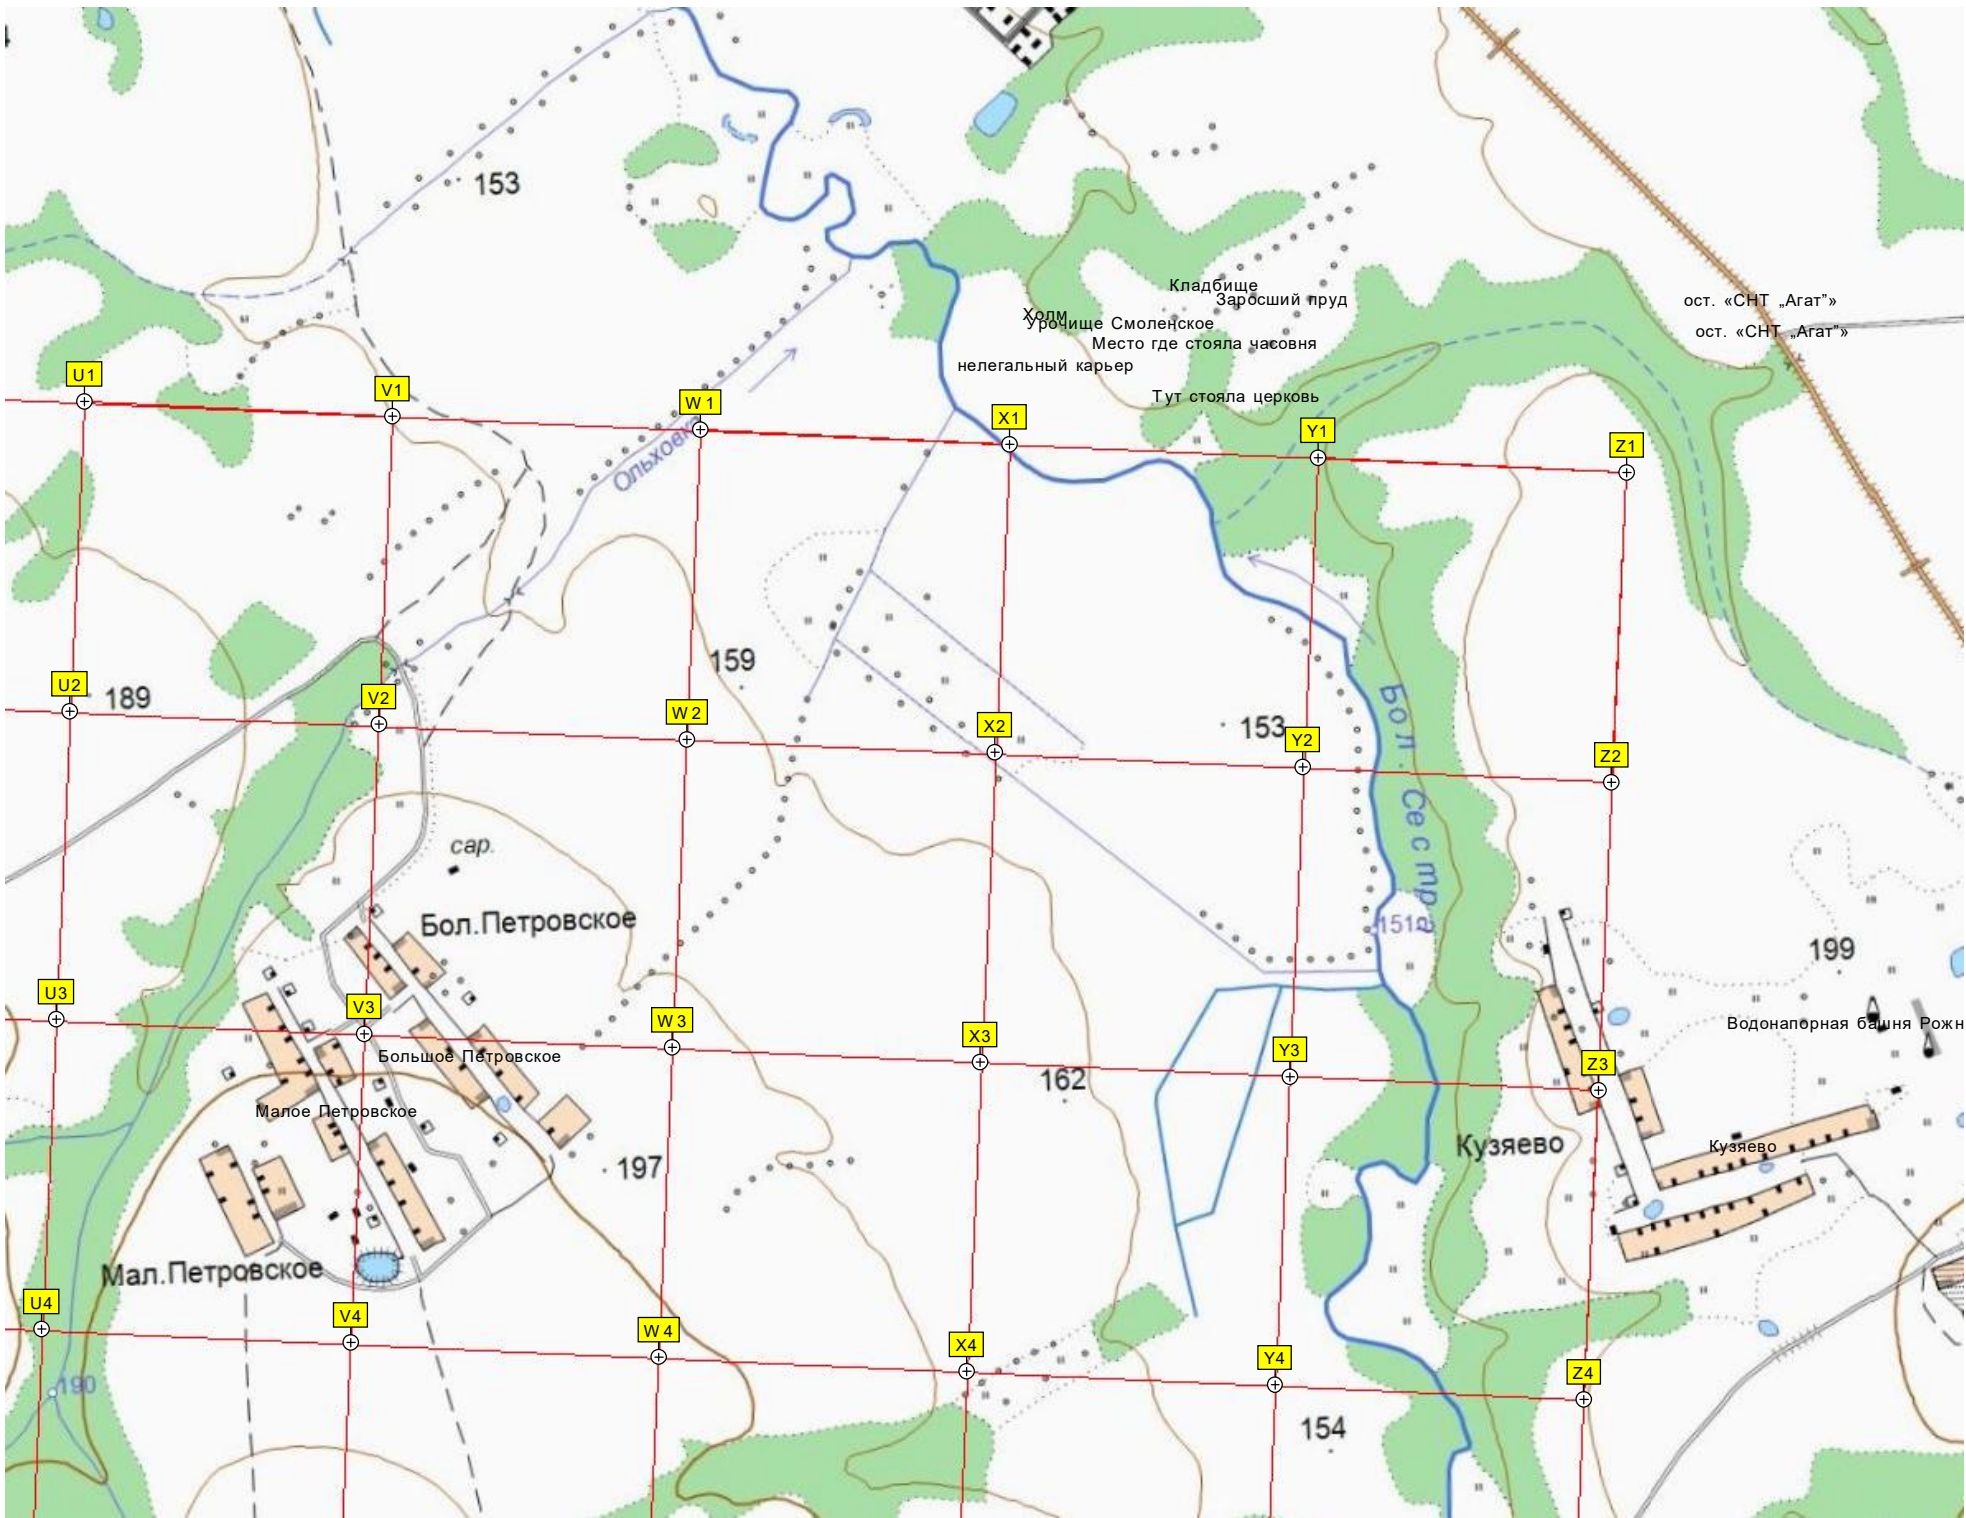 153
Кладбище
Заросший пруд
Холм
Урочище Смоленское
Место где стояла часовня
нелегальный карьер
Тут стояла церковь
ост. «СНТ „Агат”»
ост. «СНТ „Агат”»
U1
V1
W1
X1
Y1
Z1
Ольховка
159
U2
189
V2
W2
X2
153
Y2
Z2
Бол. Сестр
сар.
Бол.Петровское
151.2
199
U3
V3
W3
X3
Y3
Z3
Водонапорная башня Рожн
Большое Петровское
162
Малое Петровское
197
Кузяево
Кузяево
Мал.Петровское
U4
V4
W4
X4
Y4
Z4
190
154